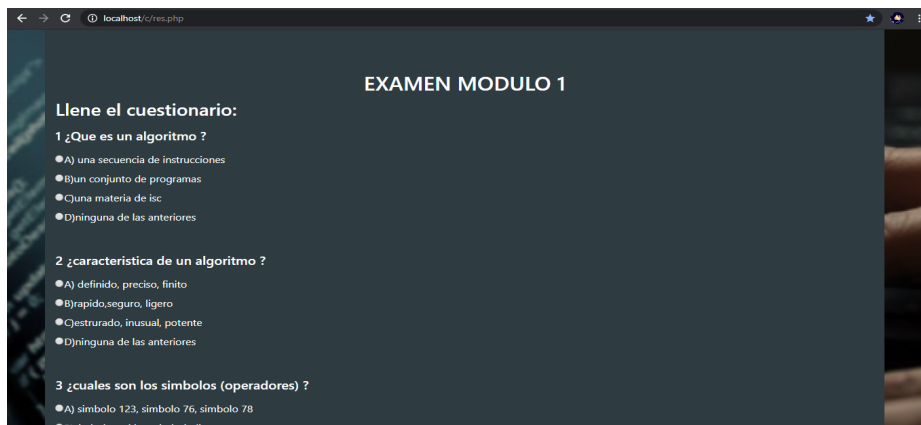 localhost/c/res.php
EXAMEN MODULO 1
Llene el cuestionario:
1 ¿Que es un algoritmo ?
A) una secuencia de instrucciones
B)un conjunto de programas
C)una materia de isc
D)ninguna de las anteriores
2 ¿caracteristica de un algoritmo ?
A) definido, preciso, finito
B)rapido,seguro, ligero
C)estrurado, inusual, potente
D)ninguna de las anteriores
3 ¿cuales son los simbolos (operadores) ?
A) simbolo 123, simbolo 76, simbolo 78